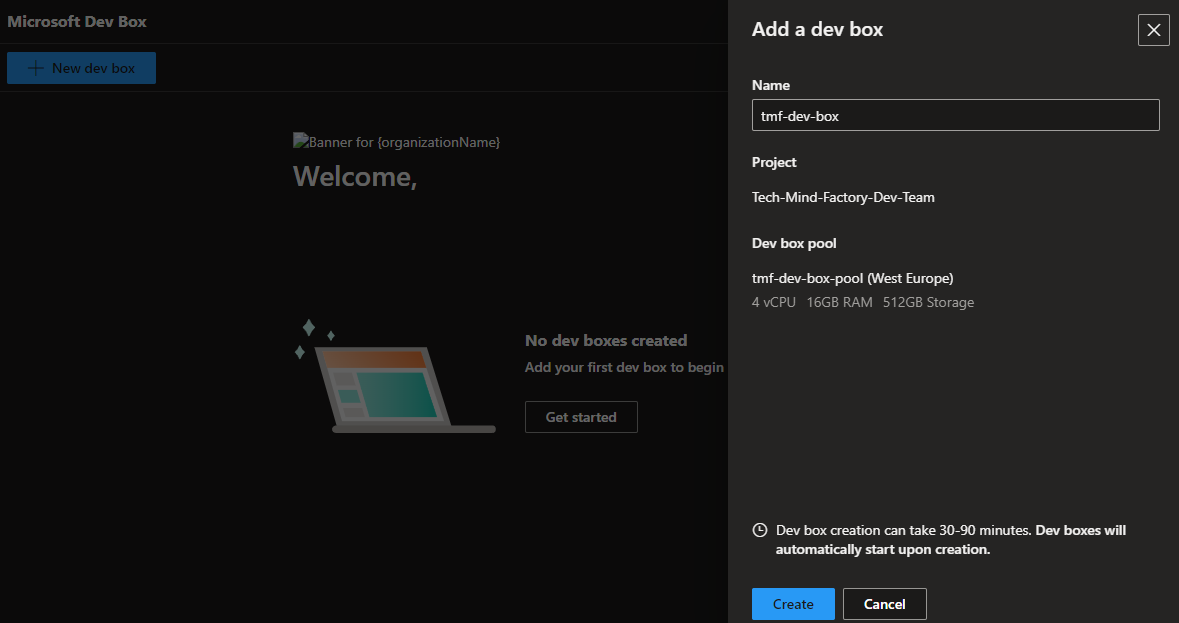 Microsoft Dev Box
New dev box
Banner for {organizationName}
Welcome,
No dev boxes created
Add your first dev box to begin
Get started
Add a dev box
Name
tmf-dev-box
Project
Tech-Mind-Factory-Dev-Team
Dev box pool
tmf-dev-box-pool (West Europe)
4 vCPU 16GB RAM 512GB Storage
Dev box creation can take 30-90 minutes. Dev boxes will
automatically start upon creation.
Create
Cancel